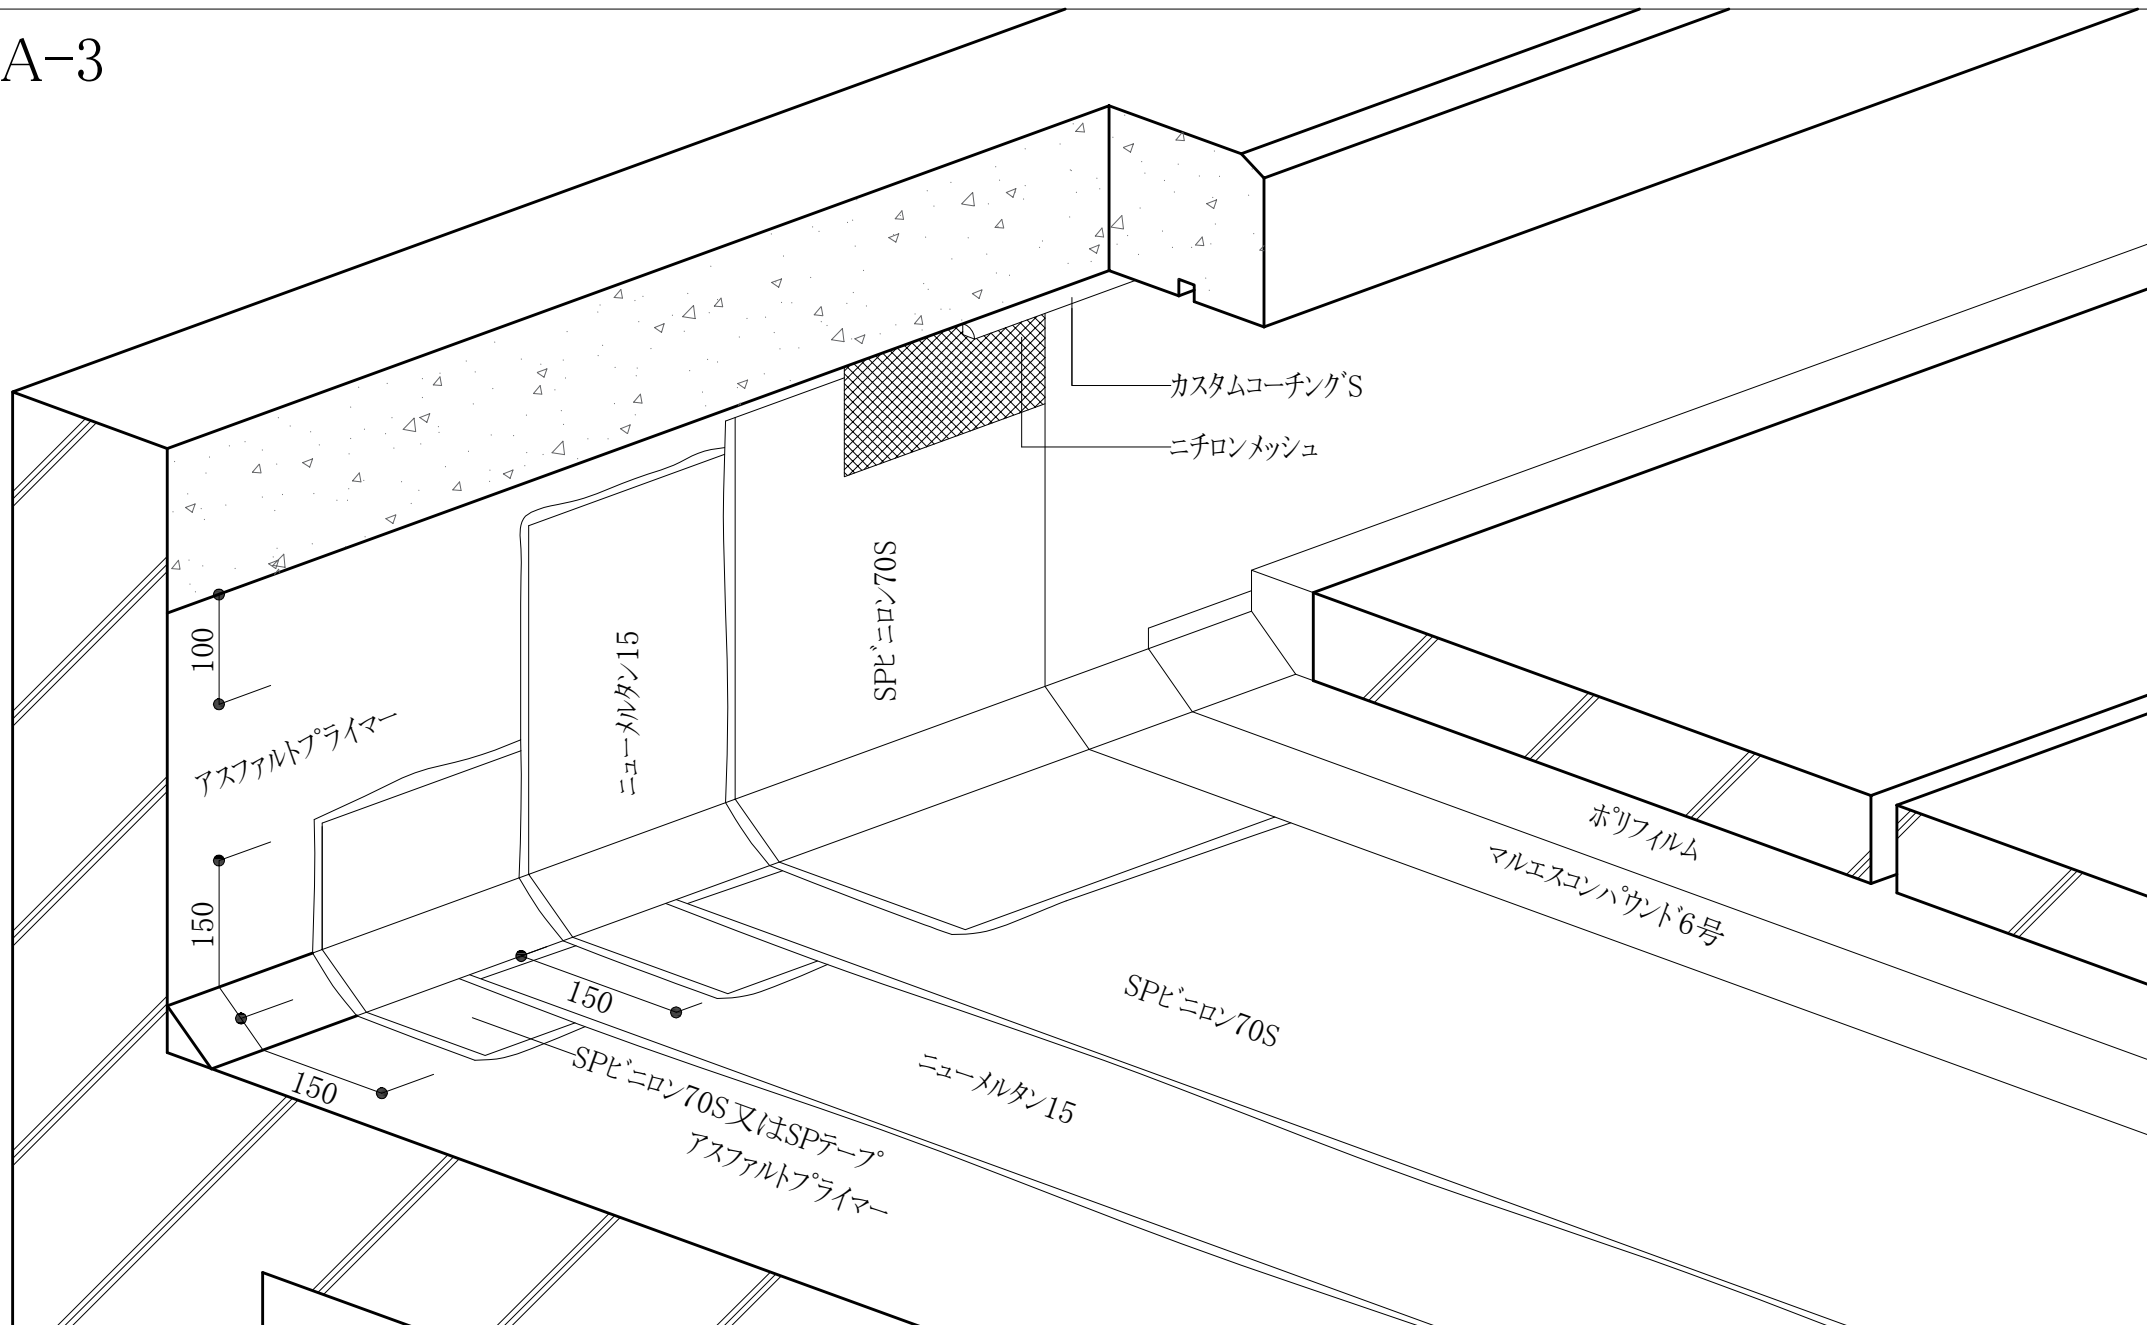 A-3
カスタムコーチングS
ニチロンメッシュ
SPビニロン70S
ニューメルタン15
100
アスファルトプライマー
150
150
150
ポリフィルム
マルエスコンパウンド6号
SPビニロン70S
ニューメルタン15
SPビニロン70S又はSPテープ
アスファルトプライマー